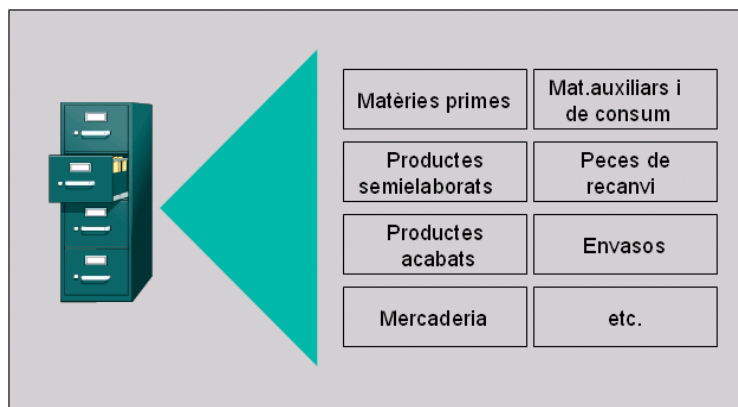 Matèries primes
Mat.auxiliars i
de consum
Productes
semielaborats
Peces de
recanvi
Productes
acabats
Envasos
Mercaderia
etc.